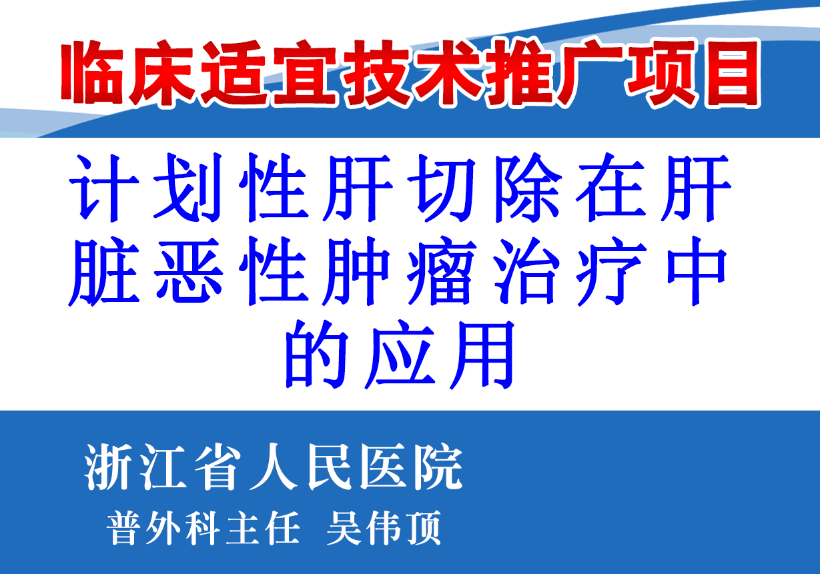 临床适宜技术推广项目
计划性肝切除在肝
脏恶性肿瘤治疗中
的应用
浙江省人民医院
普外科主任 吴伟顶